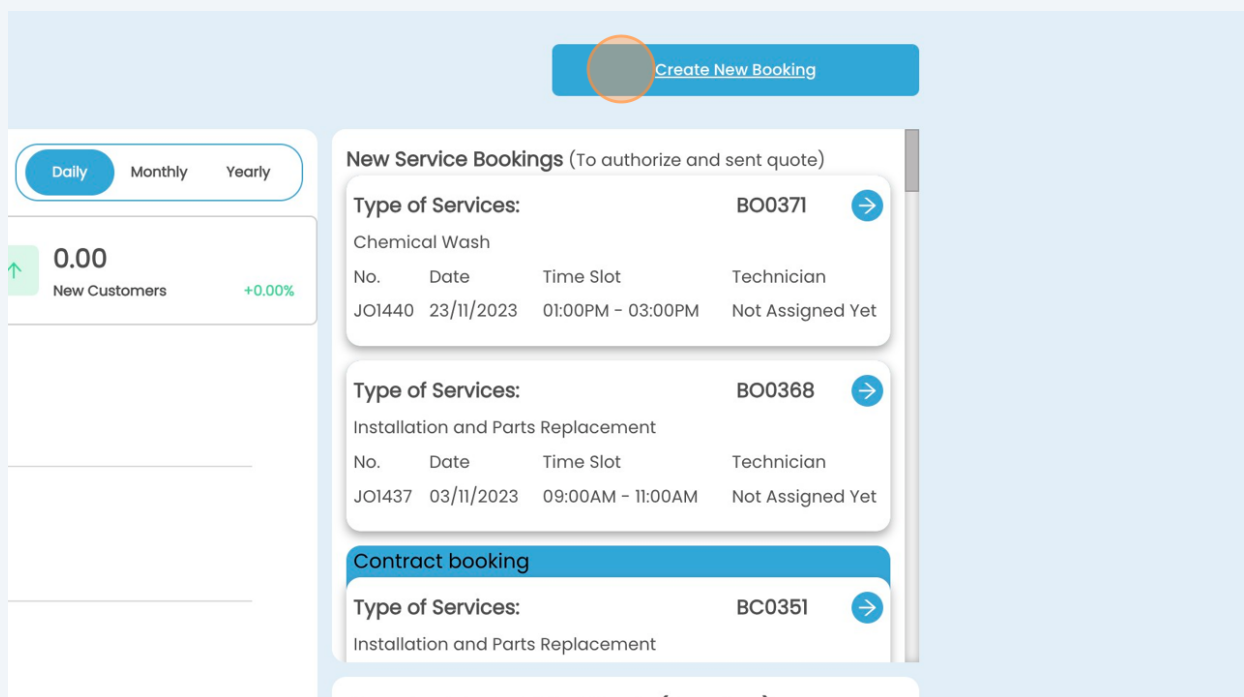 Create New Booking
Daily Monthly Yearly
0.00
New Customers +0.00%
New Service Bookings (To authorize and sent quote)
Type of Services: BO0371
Chemical Wash
No. Date Time Slot Technician
JO1440 23/11/2023 01:00PM - 03:00PM Not Assigned Yet
Type of Services: BO0368
Installation and Parts Replacement
No. Date Time Slot Technician
JO1437 03/11/2023 09:00AM - 11:00AM Not Assigned Yet
Contract booking
Type of Services: BC0351
Installation and Parts Replacement